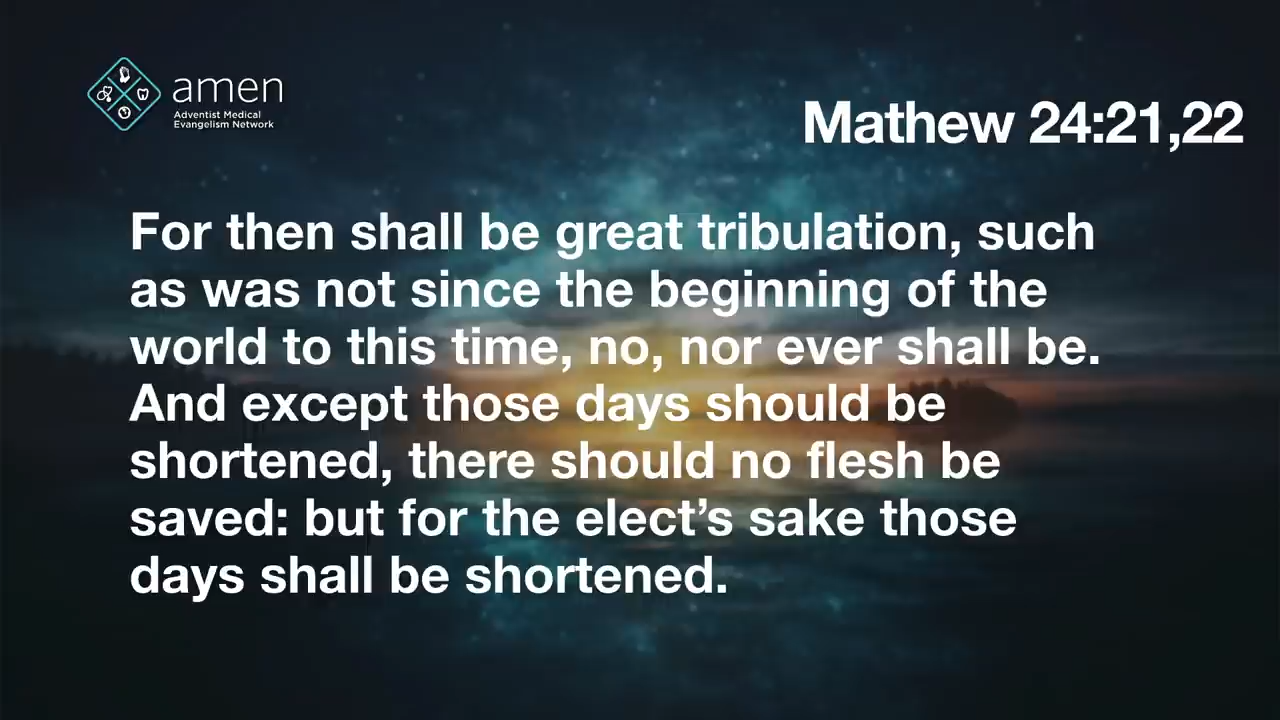 amen
Adventist Medical
Evangelism Network
Mathew 24:21,22
For then shall be great tribulation, such
as was not since the beginning of the
world to this time, no, nor ever shall be.
And except those days should be
shortened, there should no flesh be
saved: but for the elect’s sake those
days shall be shortened.